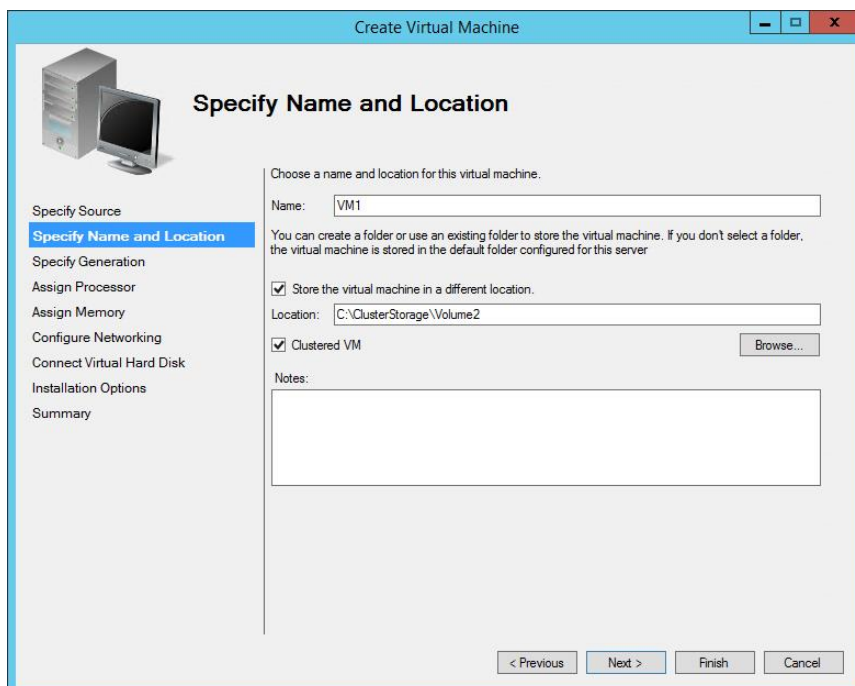 Create Virtual Machine
Specify Name and Location
Specify Source
Specify Name and Location
Specify Generation
Assign Processor
Assign Memory
Configure Networking
Connect Virtual Hard Disk
Installation Options
Summary
Choose a name and location for this virtual machine.
Name: VM1
You can create a folder or use an existing folder to store the virtual machine. If you don't select a folder,
the virtual machine is stored in the default folder configured for this server
Store the virtual machine in a different location.
Location: C:\ClusterStorage\Volume2
Clustered VM Browse...
Notes:
< Previous Next > Finish Cancel